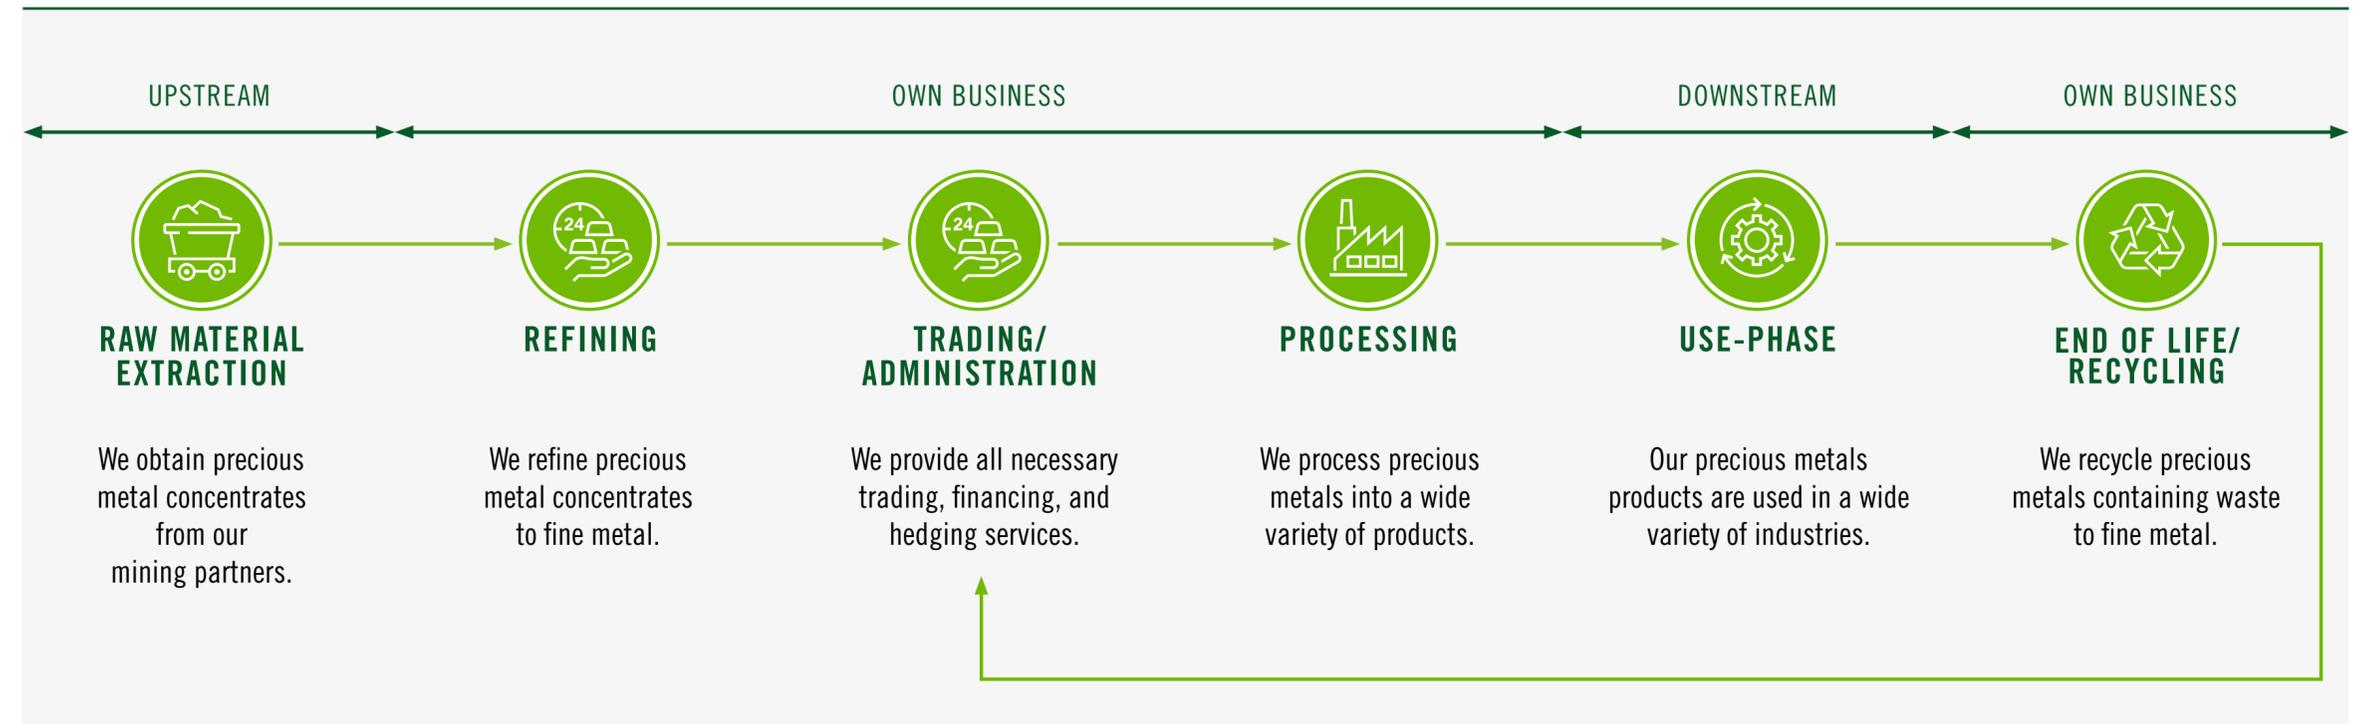 UPSTREAM
OWN BUSINESS
DOWNSTREAM
OWN BUSINESS
24
24
RAW MATERIAL
EXTRACTION
We obtain precious
metal concentrates
from our
mining partners.
REFINING
We refine precious
metal concentrates
to fine metal.
TRADING/
ADMINISTRATION
We provide all necessary
trading, financing, and
hedging services.
PROCESSING
We process precious
metals into a wide
variety of products.
USE-PHASE
Our precious metals
products are used in a wide
variety of industries.
END OF LIFE/
RECYCLING
We recycle precious
metals containing waste
to fine metal.